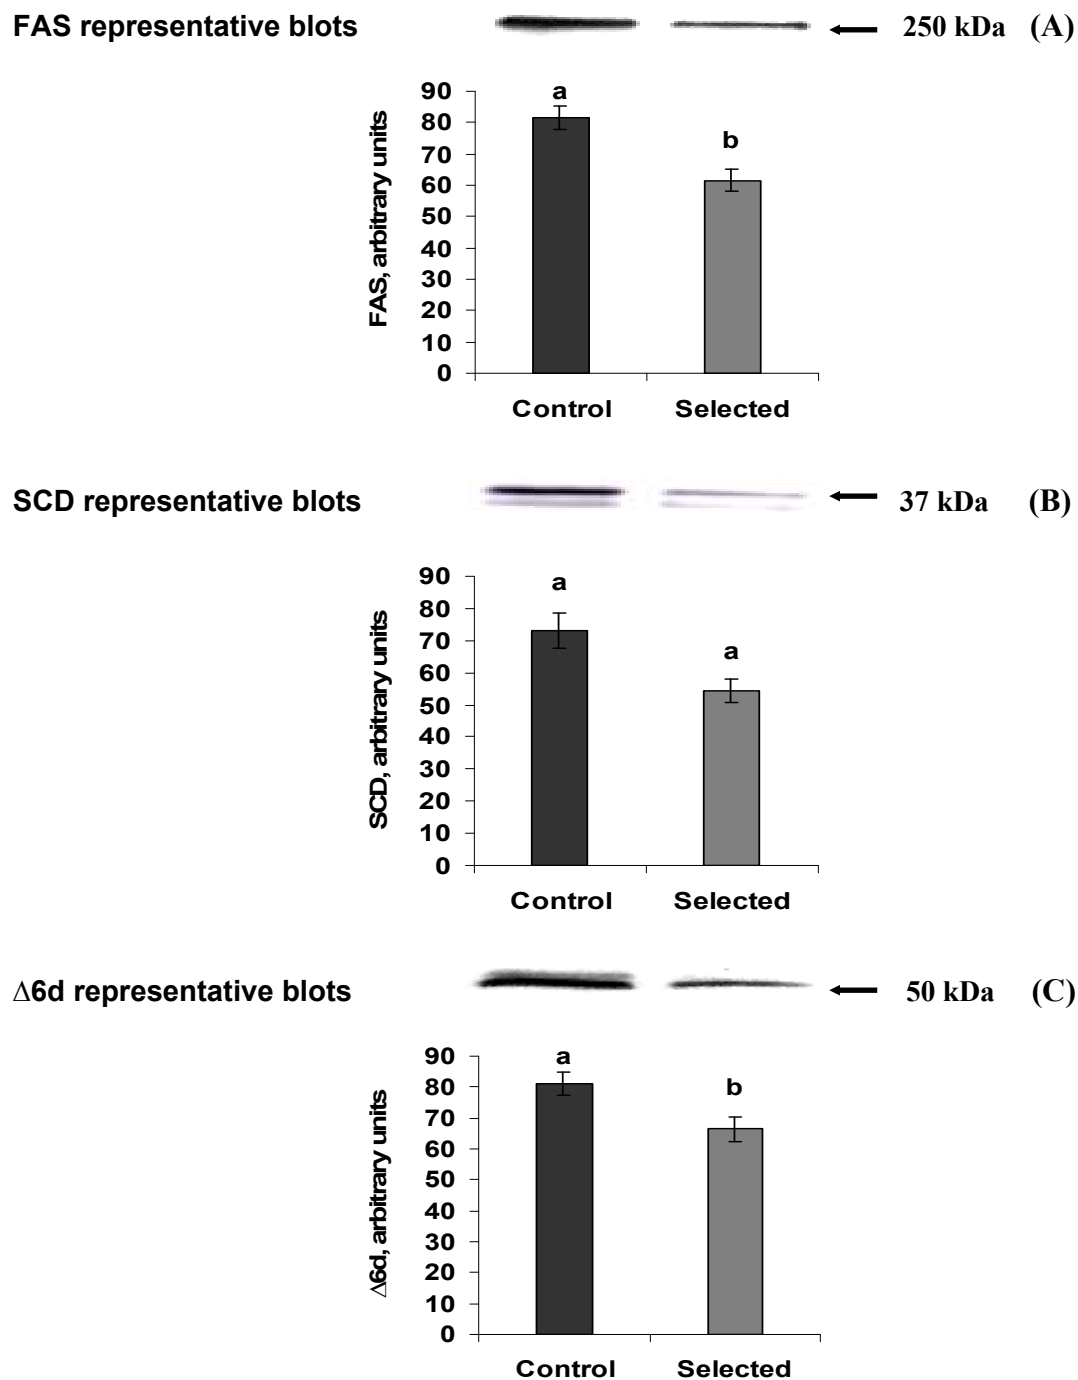 FAS representative blots 250 kDa (A)
FAS, arbitrary units
90
80
70
60
50
40
30
20
10
0
a
b
Control Selected
SCD representative blots 37 kDa (B)
SCD, arbitrary units
90
80
70
60
50
40
30
20
10
0
a
a
Control Selected
Δ6d representative blots 50 kDa (C)
Δ6d, arbitrary units
90
80
70
60
50
40
30
20
10
0
a
b
Control Selected